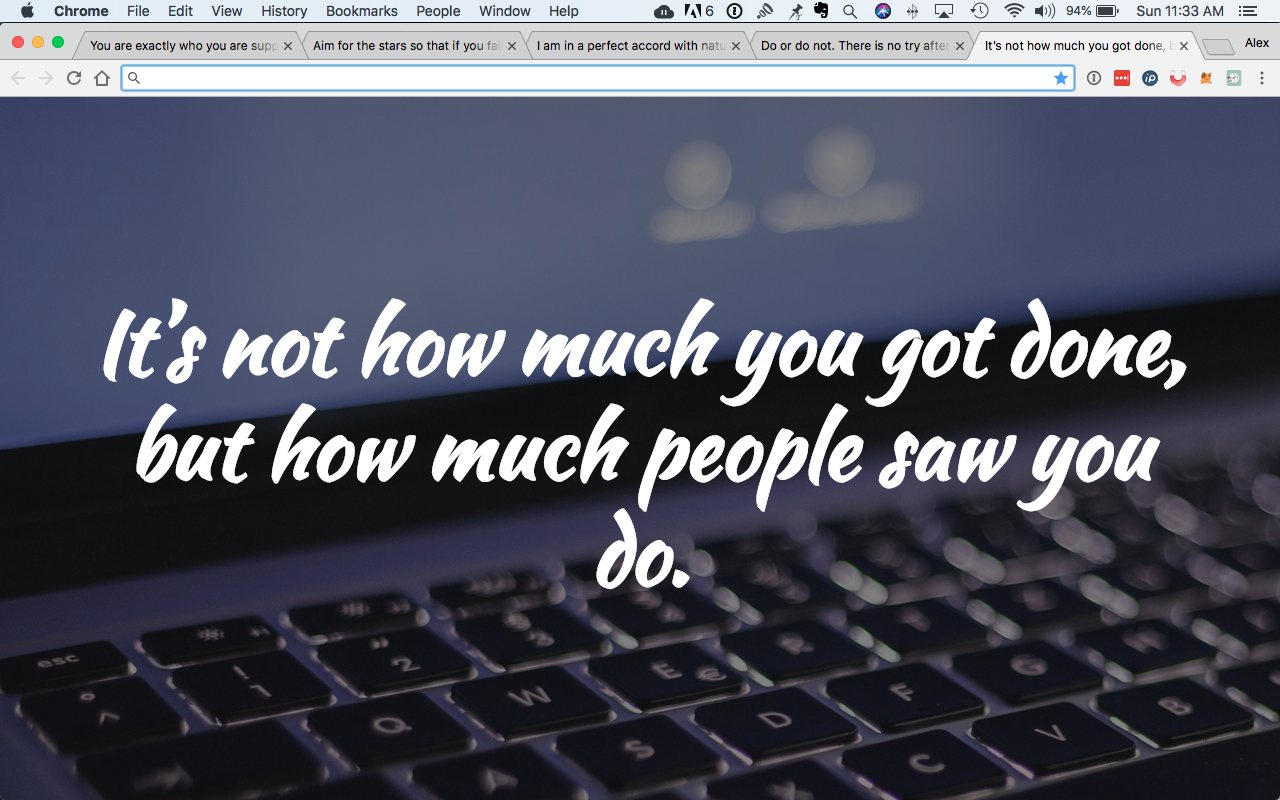 Chrome File Edit View History Bookmarks People Window Help 6 94% Sun 11:33 AM
You are exactly who you are supp Aim for the stars so that if you fai I am in a perfect accord with natu Do or do not. There is no try after It's not how much you got done, b Alex
It's not how much you got done,
but how much people saw you
do.
esc
! 1 " 2 3
° ^ Q W E € R
S D F G H
C V B